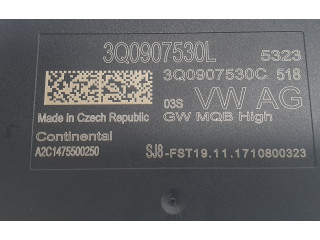 3Q0907530L 5323
3Q0907530C 518
03S VW AG
Made in Czech Republic GW MQB High
Continental
A2C1475500250 SJ8-FST19.11.1710800323